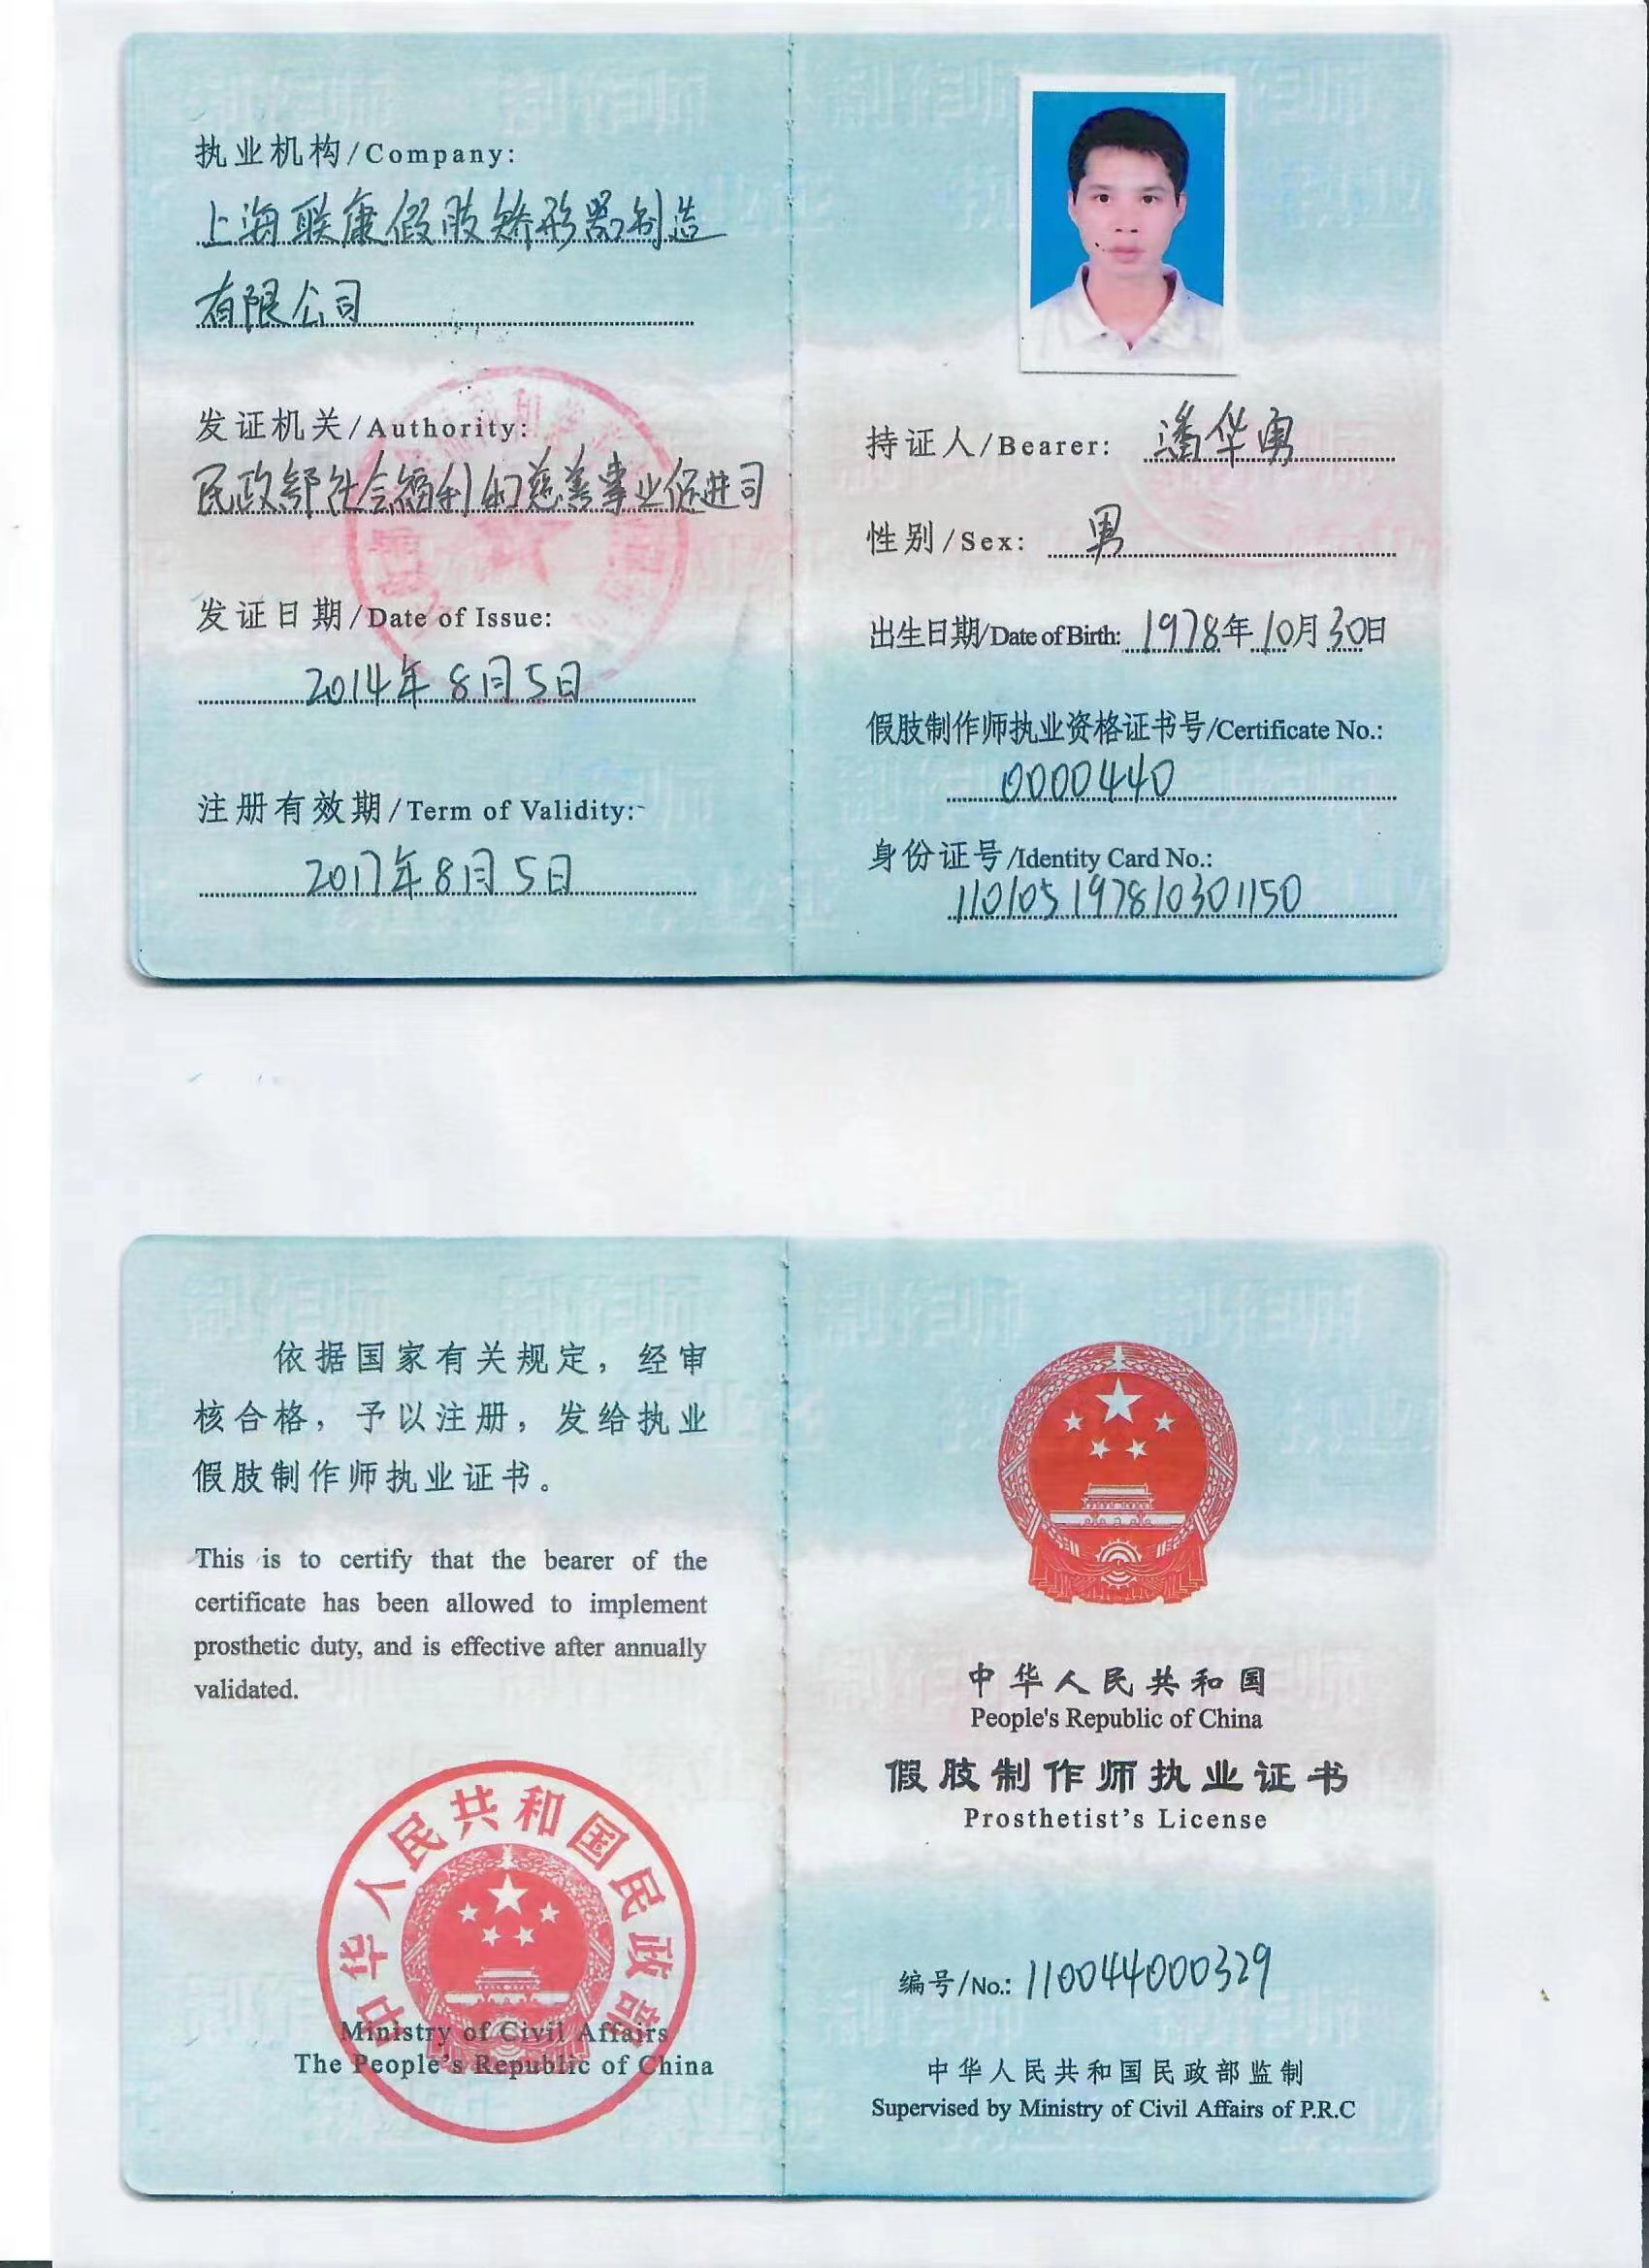 执业机构/Company:
上海联康假肢矫形器制造
有限公司
发证机关/Authority:
民政部社会福利和慈善事业促进司
发证日期/Date of Issue:
2014年8月5日
注册有效期/Term of Validity:
2017年8月5日
持证人/Bearer: 潘华勇
性别/Sex: 男
出生日期/Date of Birth: 1978年10月30日
假肢制作师执业资格证书号/Certificate No.:
0000440
身份证号/Identity Card No.:
110105197810301150
依据国家有关规定，经审
核合格，予以注册，发给执业
假肢制作师执业证书。
This is to certify that the bearer of the
certificate has been allowed to implement
prosthetic duty, and is effective after annually
validated.
中华人民共和国民政部
Ministry of Civil Affairs
The People's Republic of China
中华人民共和国
People's Republic of China
假肢制作师执业证书
Prosthetist's License
编号/No.: 110044000329
中华人民共和国民政部监制
Supervised by Ministry of Civil Affairs of P.R.C